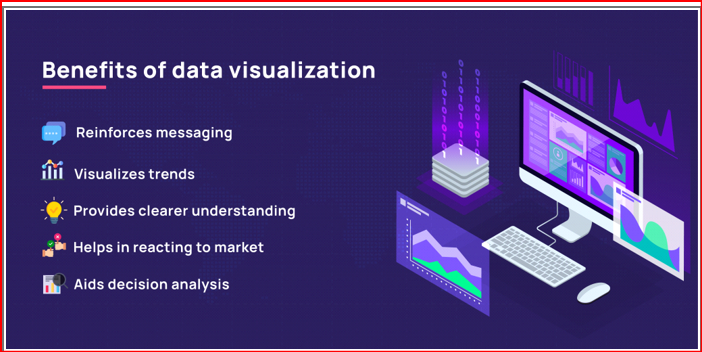 Benefits of data visualization
Reinforces messaging
Visualizes trends
Provides clearer understanding
Helps in reacting to market
Aids decision analysis